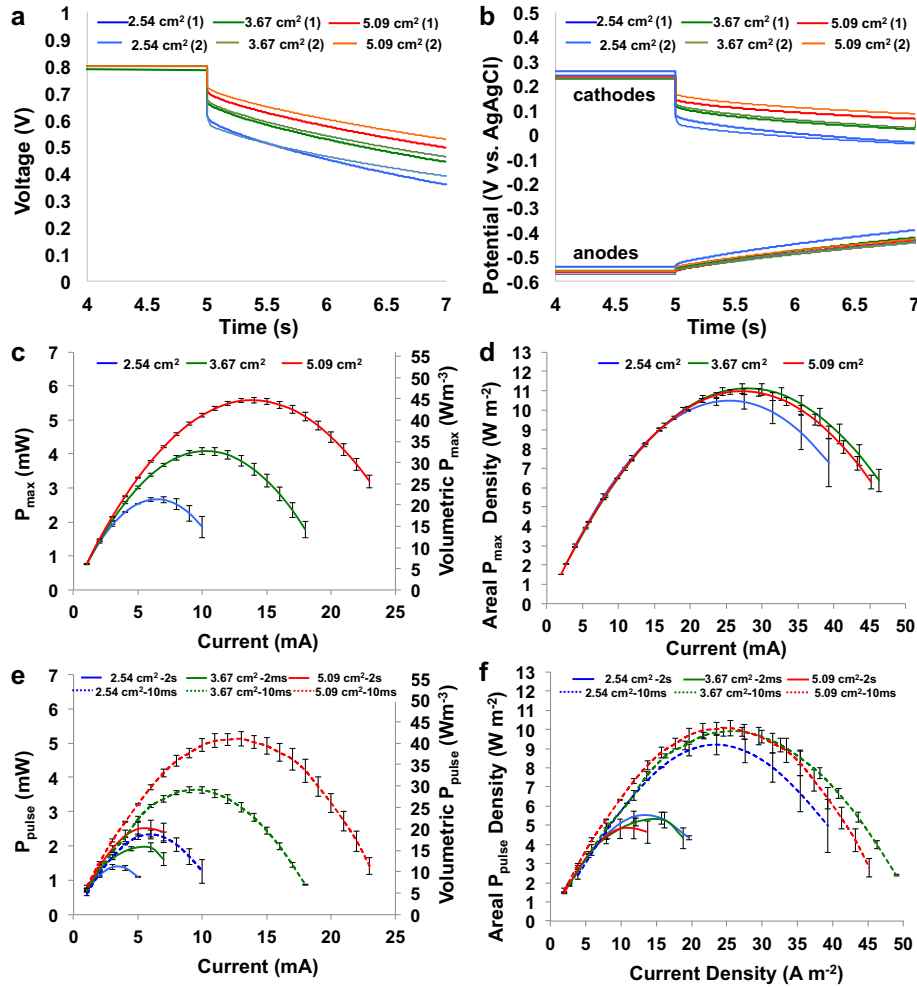 a
2.54 cm² (1) 3.67 cm² (1) 5.09 cm² (1)
2.54 cm² (2) 3.67 cm² (2) 5.09 cm² (2)
Voltage (V)
1
0.9
0.8
0.7
0.6
0.5
0.4
0.3
0.2
0.1
0
4 4.5 5 5.5 6 6.5 7
Time (s)
b
2.54 cm² (1) 3.67 cm² (1) 5.09 cm² (1)
2.54 cm² (2) 3.67 cm² (2) 5.09 cm² (2)
Potential (V vs. AgAgCl)
0.5
0.4
0.3
0.2
0.1
0
-0.1
-0.2
-0.3
-0.4
-0.5
-0.6
cathodes
anodes
4 4.5 5 5.5 6 6.5 7
Time (s)
c
2.54 cm² 3.67 cm² 5.09 cm²
P max (mW)
7
6
5
4
3
2
1
0
Volumetric P max (Wm-3)
55
50
45
40
35
30
25
20
15
10
5
0
0 5 10 15 20 25
Current (mA)
d
2.54 cm² 3.67 cm² 5.09 cm²
Areal P max Density (W m-2)
13
12
11
10
9
8
7
6
5
4
3
2
1
0
0 5 10 15 20 25 30 35 40 45 50
Current (mA)
e
2.54 cm² -2s 3.67 cm² -2ms 5.09 cm²-2s
2.54 cm²-10ms 3.67 cm²-10ms 5.09 cm²-10ms
P pulse (mW)
7
6
5
4
3
2
1
0
Volumetric P pulse (Wm-3)
55
50
45
40
35
30
25
20
15
10
5
0
0 5 10 15 20 25
Current (mA)
f
2.54 cm² -2s 3.67 cm² -2ms 5.09 cm²-2s
2.54 cm²-10ms 3.67 cm²-10ms 5.09 cm²-10ms
Areal P pulse Density (W m-2)
13
12
11
10
9
8
7
6
5
4
3
2
1
0
0 5 10 15 20 25 30 35 40 45 50
Current Density (A m-2)